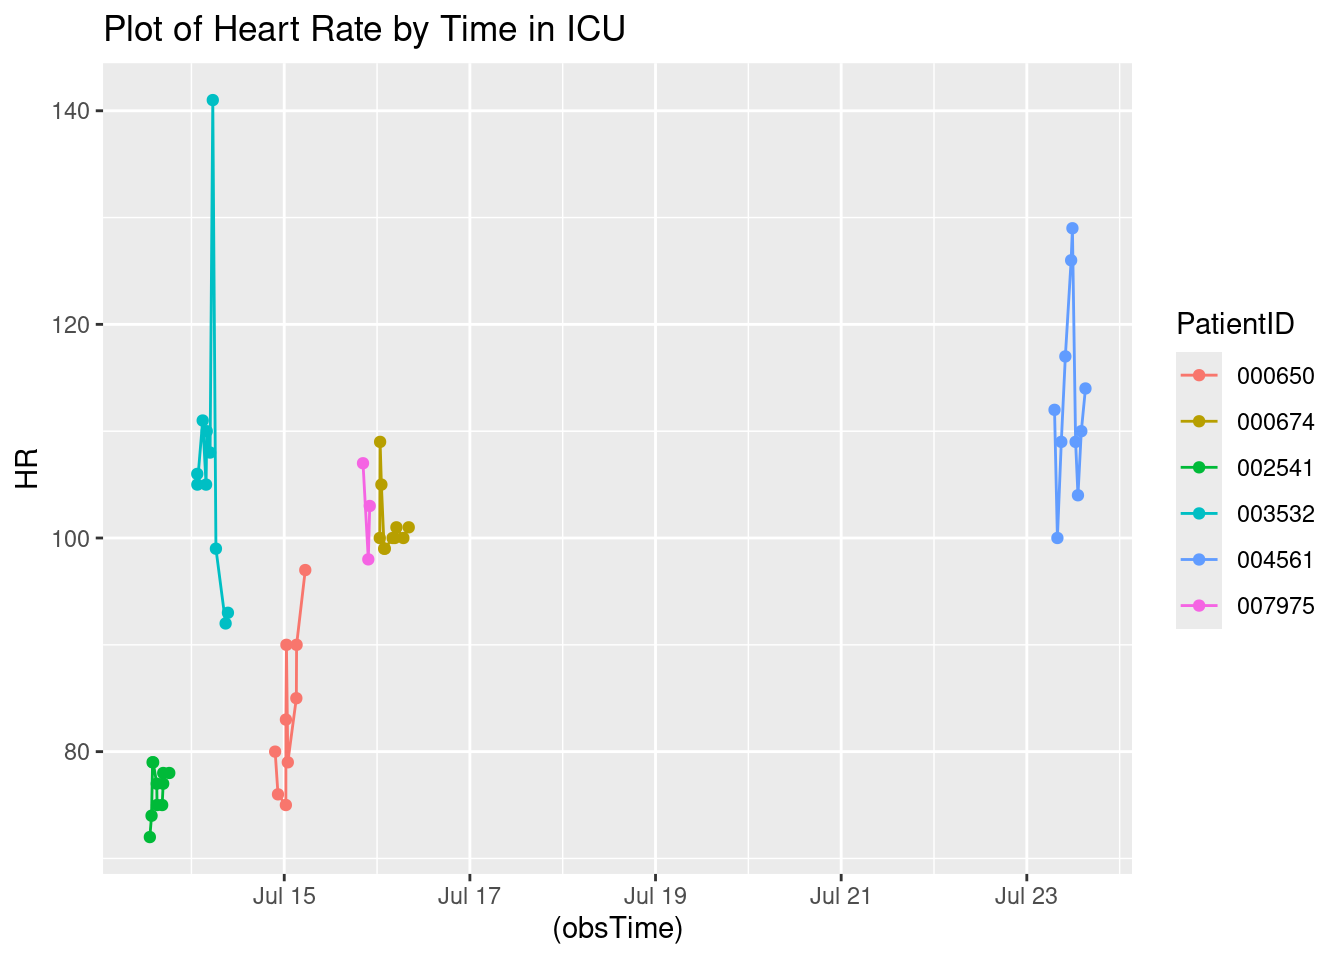 Plot of Heart Rate by Time in ICU
HR
140
120
100
80
Jul 15
Jul 17
Jul 19
Jul 21
Jul 23
(obsTime)
PatientID
000650
000674
002541
003532
004561
007975